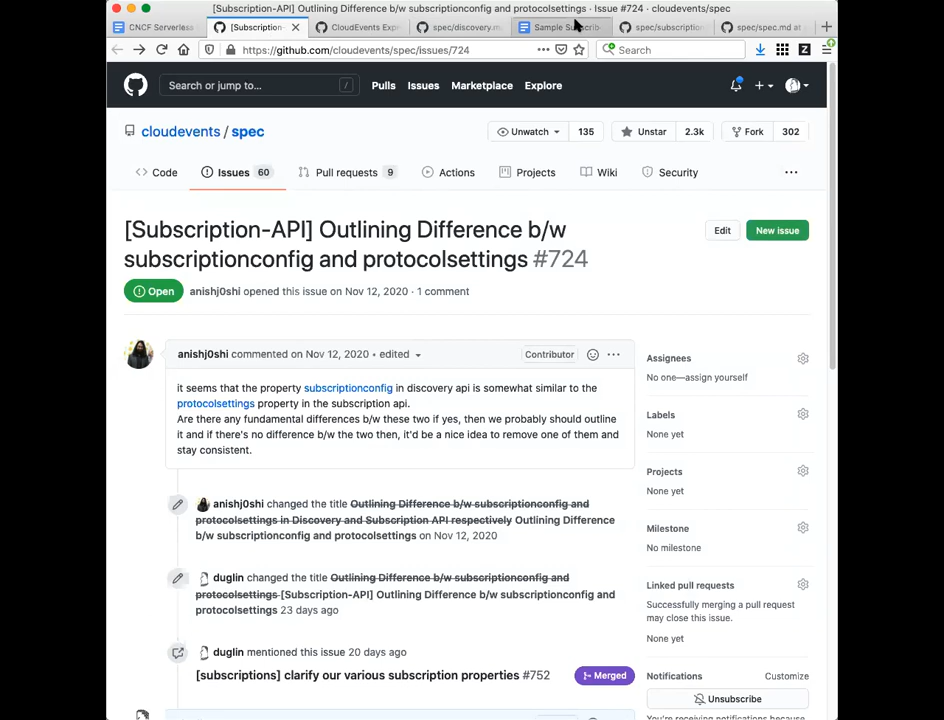 [Subscription-API] Outlining Difference b/w subscriptionconfig and protocolsettings · Issue #724 · cloudevents/spec
CNCF Serverless
[Subscription-
CloudEvents Exp
spec/discovery.m
Sample Subscrib
spec/subscription
spec/spec.md at
https://github.com/cloudevents/spec/issues/724
Search
Search or jump to...
/
Pulls
Issues
Marketplace
Explore
cloudevents / spec
Unwatch
135
Unstar
2.3k
Fork
302
Code
Issues 60
Pull requests 9
Actions
Projects
Wiki
Security
[Subscription-API] Outlining Difference b/w
subscriptionconfig and protocolsettings #724
Edit
New issue
Open
anishj0shi opened this issue on Nov 12, 2020 · 1 comment
anishj0shi commented on Nov 12, 2020 • edited
Contributor
it seems that the property subscriptionconfig in discovery api is somewhat similar to the
protocolsettings property in the subscription api.
Are there any fundamental differences b/w these two if yes, then we probably should outline
it and if there's no difference b/w the two then, it'd be a nice idea to remove one of them and
stay consistent.
anishj0shi changed the title Outlining Difference b/w subscriptionconfig and
protocolsettings in Discovery and Subscription API respectively Outlining Difference
b/w subscriptionconfig and protocolsettings on Nov 12, 2020
duglin changed the title Outlining Difference b/w subscriptionconfig and
protocolsettings [Subscription-API] Outlining Difference b/w subscriptionconfig and
protocolsettings 23 days ago
duglin mentioned this issue 20 days ago
[subscriptions] clarify our various subscription properties #752
Merged
Assignees
No one—assign yourself
Labels
None yet
Projects
None yet
Milestone
No milestone
Linked pull requests
Successfully merging a pull request
may close this issue.
None yet
Notifications
Customize
Unsubscribe
You're receiving notifications because